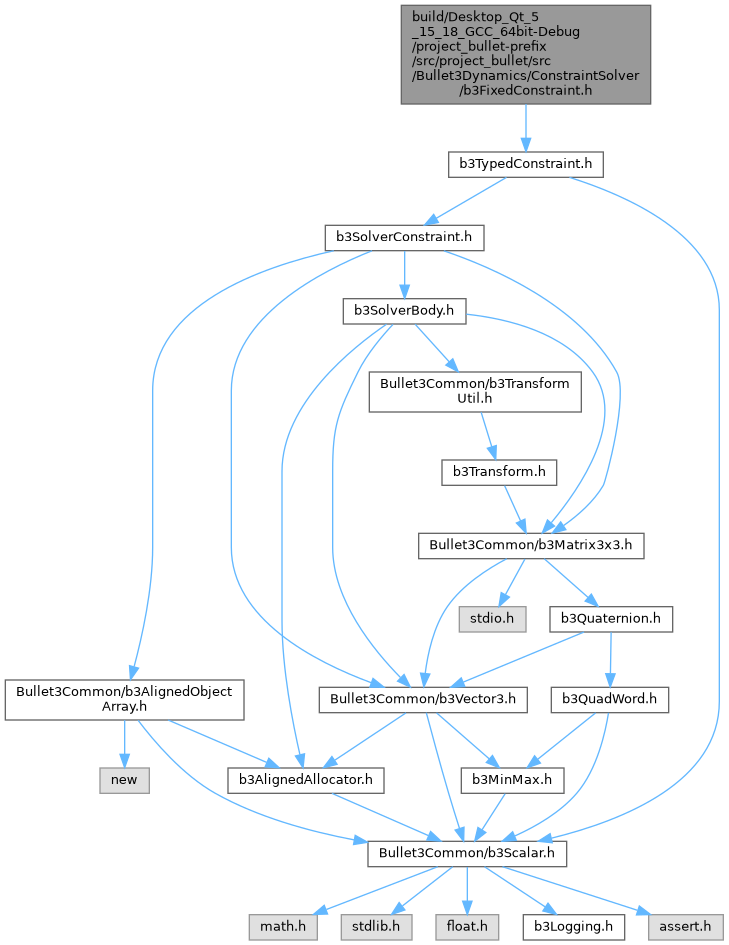 build/Desktop_Qt_5
_15_18_GCC_64bit-Debug
/project_bullet-prefix
/src/project_bullet/src
/Bullet3Dynamics/ConstraintSolver
/b3FixedConstraint.h
b3TypedConstraint.h
b3SolverConstraint.h
b3SolverBody.h
Bullet3Common/b3Transform
Util.h
b3Transform.h
Bullet3Common/b3Matrix3x3.h
stdio.h
b3Quaternion.h
Bullet3Common/b3AlignedObject
Array.h
Bullet3Common/b3Vector3.h
b3QuadWord.h
new
b3AlignedAllocator.h
b3MinMax.h
Bullet3Common/b3Scalar.h
math.h
stdlib.h
float.h
b3Logging.h
assert.h